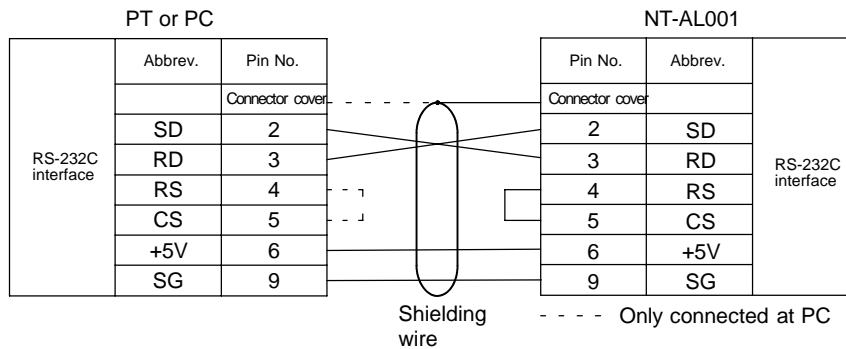 PT or PC
NT-AL001
Abbrev. Pin No. Pin No. Abbrev.
Connector cover Connector cover
SD 2 2 SD
RD 3 3 RD
RS-232C interface RS-232C interface
RS 4 4 RS
CS 5 5 CS
+5V 6 6 +5V
SG 9 9 SG
Shielding wire
Only connected at PC